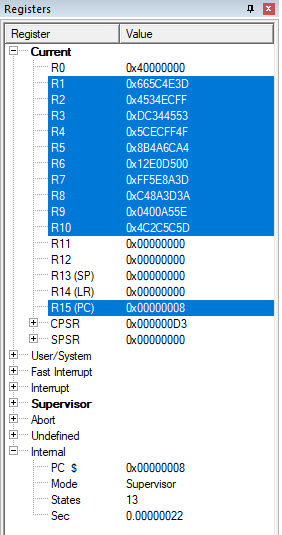 Registers
Register Value
Current
R0 0x40000000
R1 0x665C4E3D
R2 0x4534ECFF
R3 0xDC344553
R4 0x5CECFF4F
R5 0x8B4A6CA4
R6 0x12E0D500
R7 0xFF5E8A3D
R8 0xC48A3D3A
R9 0x0400A55E
R10 0x4C2C5C5D
R11 0x00000000
R12 0x00000000
R13 (SP) 0x00000000
R14 (LR) 0x00000000
R15 (PC) 0x00000008
CPSR 0x000000D3
SPSR 0x00000000
User/System
Fast Interrupt
Interrupt
Supervisor
Abort
Undefined
Internal
PC $ 0x00000008
Mode Supervisor
States 13
Sec 0.00000022